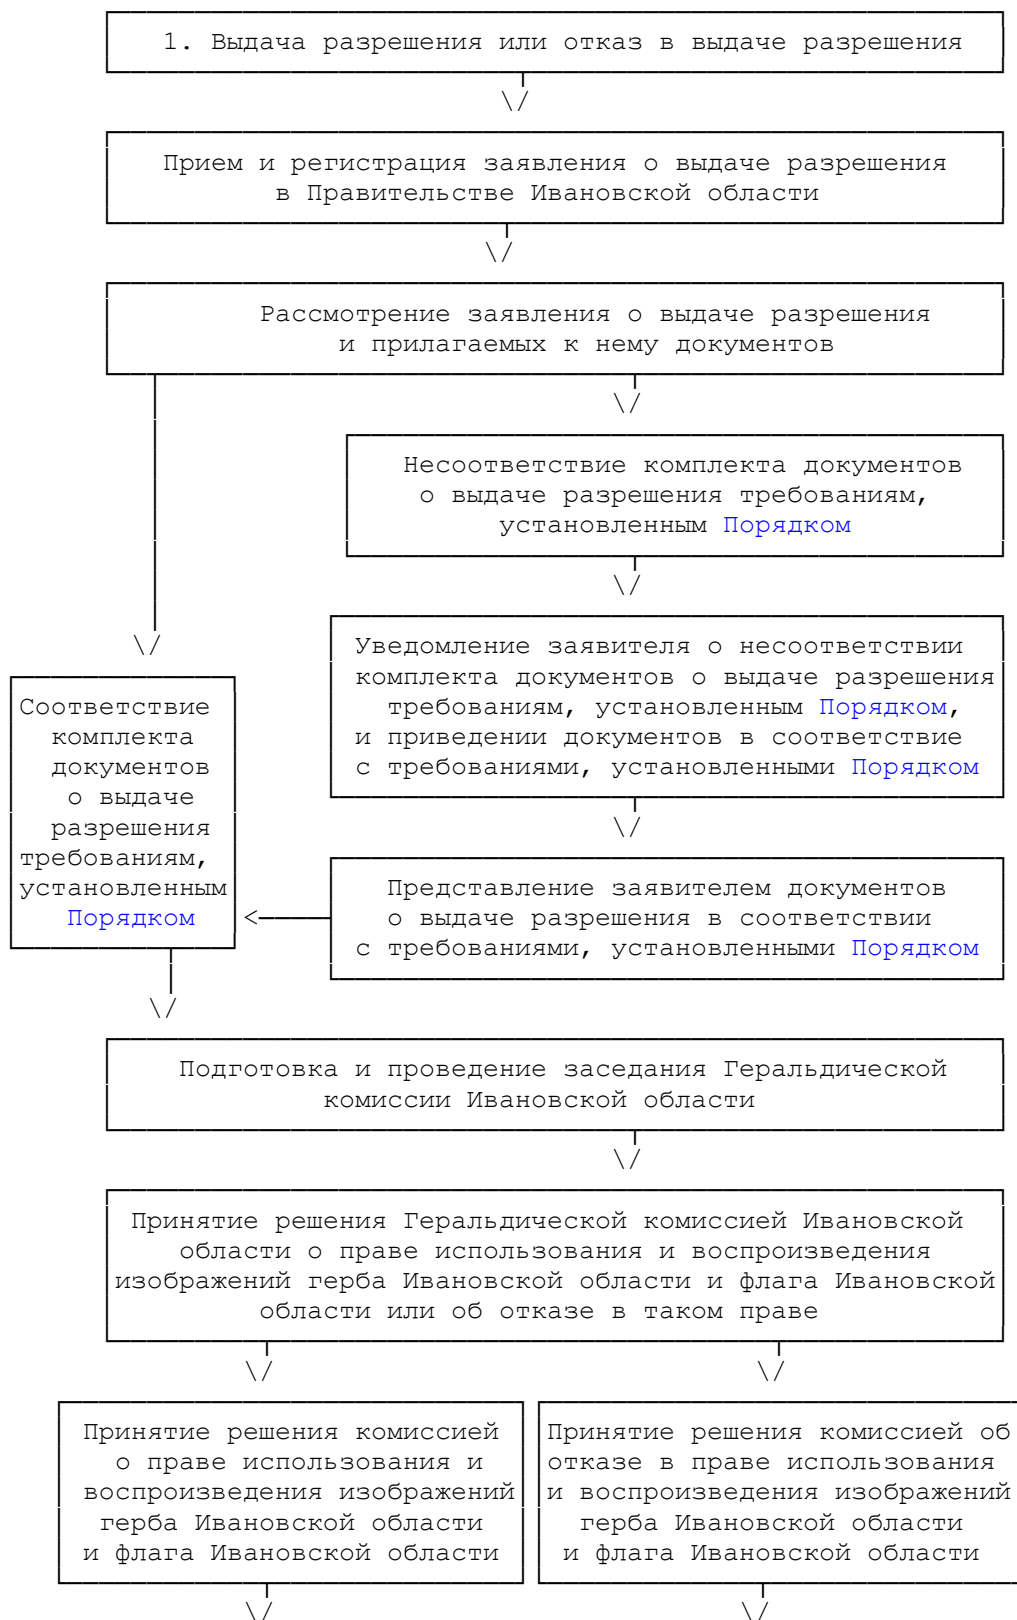 1. Выдача разрешения или отказ в выдаче разрешения
Прием и регистрация заявления о выдаче разрешения
в Правительстве Ивановской области
Рассмотрение заявления о выдаче разрешения
и прилагаемых к нему документов
Несоответствие комплекта документов
о выдаче разрешения требованиям,
установленным Порядком
Уведомление заявителя о несоответствии
комплекта документов о выдаче разрешения
требованиям, установленным Порядком,
и приведении документов в соответствие
с требованиями, установленными Порядком
Соответствие
комплекта
документов
о выдаче
разрешения
требованиям,
установленным
Порядком
Представление заявителем документов
о выдаче разрешения в соответствии
с требованиями, установленными Порядком
Подготовка и проведение заседания Геральдической
комиссии Ивановской области
Принятие решения Геральдической комиссией Ивановской
области о праве использования и воспроизведения
изображений герба Ивановской области и флага Ивановской
области или об отказе в таком праве
Принятие решения комиссией
о праве использования и
воспроизведения изображений
герба Ивановской области
и флага Ивановской области
Принятие решения комиссией об
отказе в праве использования
и воспроизведения изображений
герба Ивановской области
и флага Ивановской области